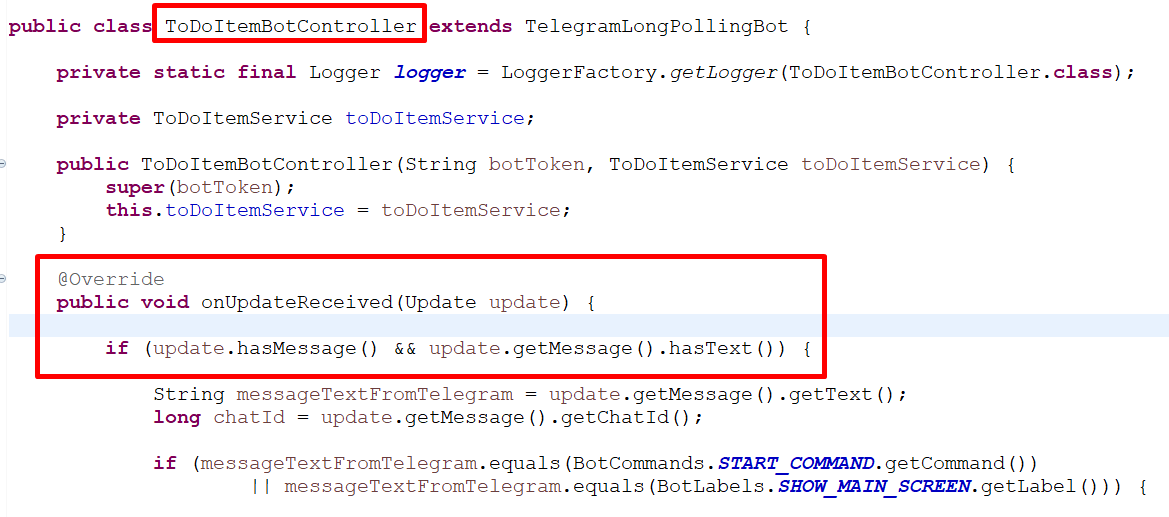 public class ToDoItemBotController extends TelegramLongPollingBot {
private static final Logger logger = LoggerFactory.getLogger(ToDoItemBotController.class);
private ToDoItemService toDoItemService;
public ToDoItemBotController(String botToken, ToDoItemService toDoItemService) {
super(botToken);
this.toDoItemService = toDoItemService;
}
@Override
public void onUpdateReceived(Update update) {
if (update.hasMessage() && update.getMessage().hasText()) {
String messageTextFromTelegram = update.getMessage().getText();
long chatId = update.getMessage().getChatId();
if (messageTextFromTelegram.equals(BotCommands.START_COMMAND.getCommand())
|| messageTextFromTelegram.equals(BotLabels.SHOW_MAIN_SCREEN.getLabel())) {